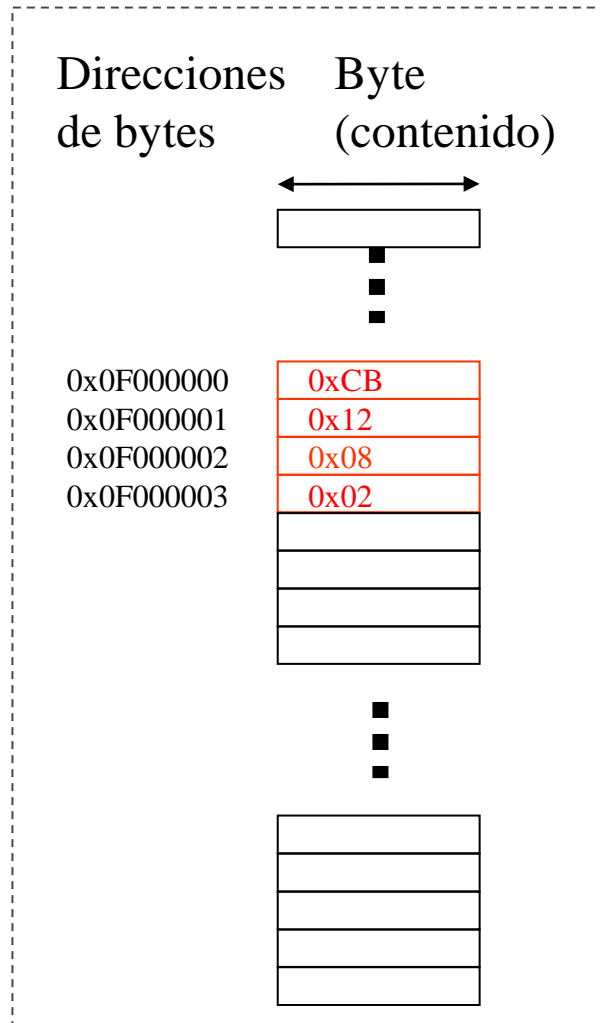 Direcciones Byte
de bytes (contenido)
0x0F000000 0xCB
0x0F000001 0x12
0x0F000002 0x08
0x0F000003 0x02